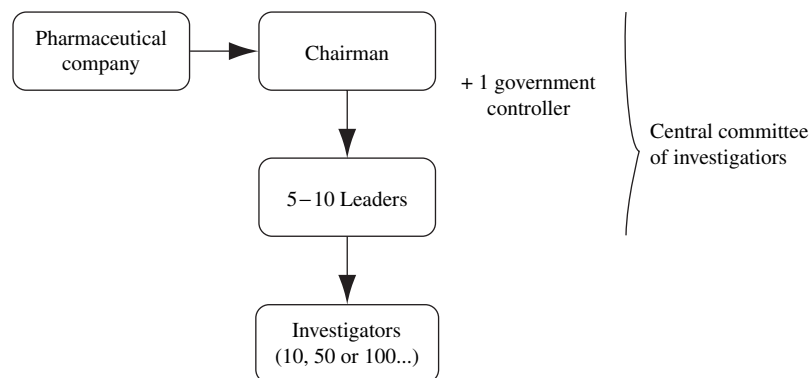 Pharmaceutical
company
Chairman
+ 1 government
controller
Central committee
of investigatiors
5–10 Leaders
Investigators
(10, 50 or 100...)